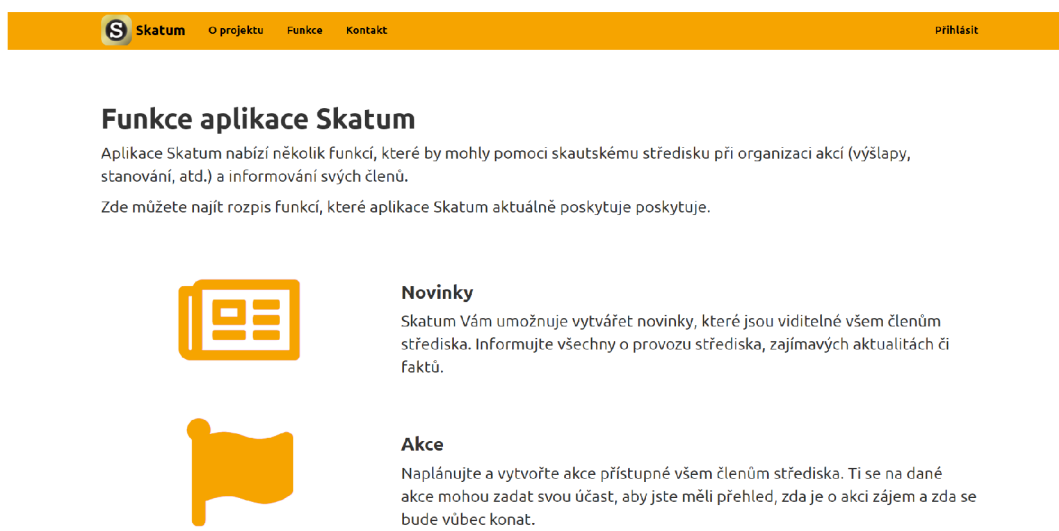 S Skatum O projektu Funkce Kontakt Přihlásit
Funkce aplikace Skatum
Aplikace Skatum nabízí několik funkcí, které by mohly pomoci skautskému středisku při organizaci akcí (výšlapy,
stanování, atd.) a informování svých členů.
Zde můžete najít rozpis funkcí, které aplikace Skatum aktuálně poskytuje poskytuje.
Novinky
Skatum Vám umožnuje vytvářet novinky, které jsou viditelné všem členům
střediska. Informujte všechny o provozu střediska, zajímavých aktualitách či
faktů.
Akce
Naplánujte a vytvořte akce přístupné všem členům střediska. Ti se na dané
akce mohou zadat svou účast, aby jste měli přehled, zda je o akci zájem a zda se
bude vůbec konat.